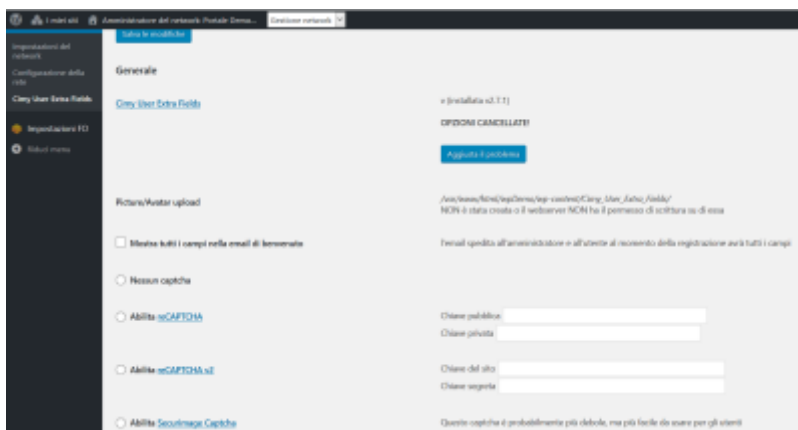 I miei siti Amministratore del network: Portale Demo... Gestione network
Salva le modifiche
Impostazioni del
network
Configurazione della
rete
Cimy User Extra Fields
Impostazioni FO
Riduci menu
Generale
Cimy User Extra Fields
v (installata v2.7.1)
OPZIONI CANCELLATE!
Aggiusta il problema
Picture/Avatar upload
/var/www/html/wpDemo/wp-content/Cimy_User_Extra_Fields/
NON è stata creata o il webserver NON ha il permesso di scrittura su di essa
Mostra tutti i campi nella email di benvenuto
l'email spedita all'amministratore e all'utente al momento della registrazione avrà tutti i campi
Nessun captcha
Abilita reCAPTCHA
Chiave pubblica
Chiave privata
Abilita reCAPTCHA v2
Chiave del sito
Chiave segreta
Abilita Securimage Captcha
Questo captcha è probabilmente più debole, ma più facile da usare per gli utenti